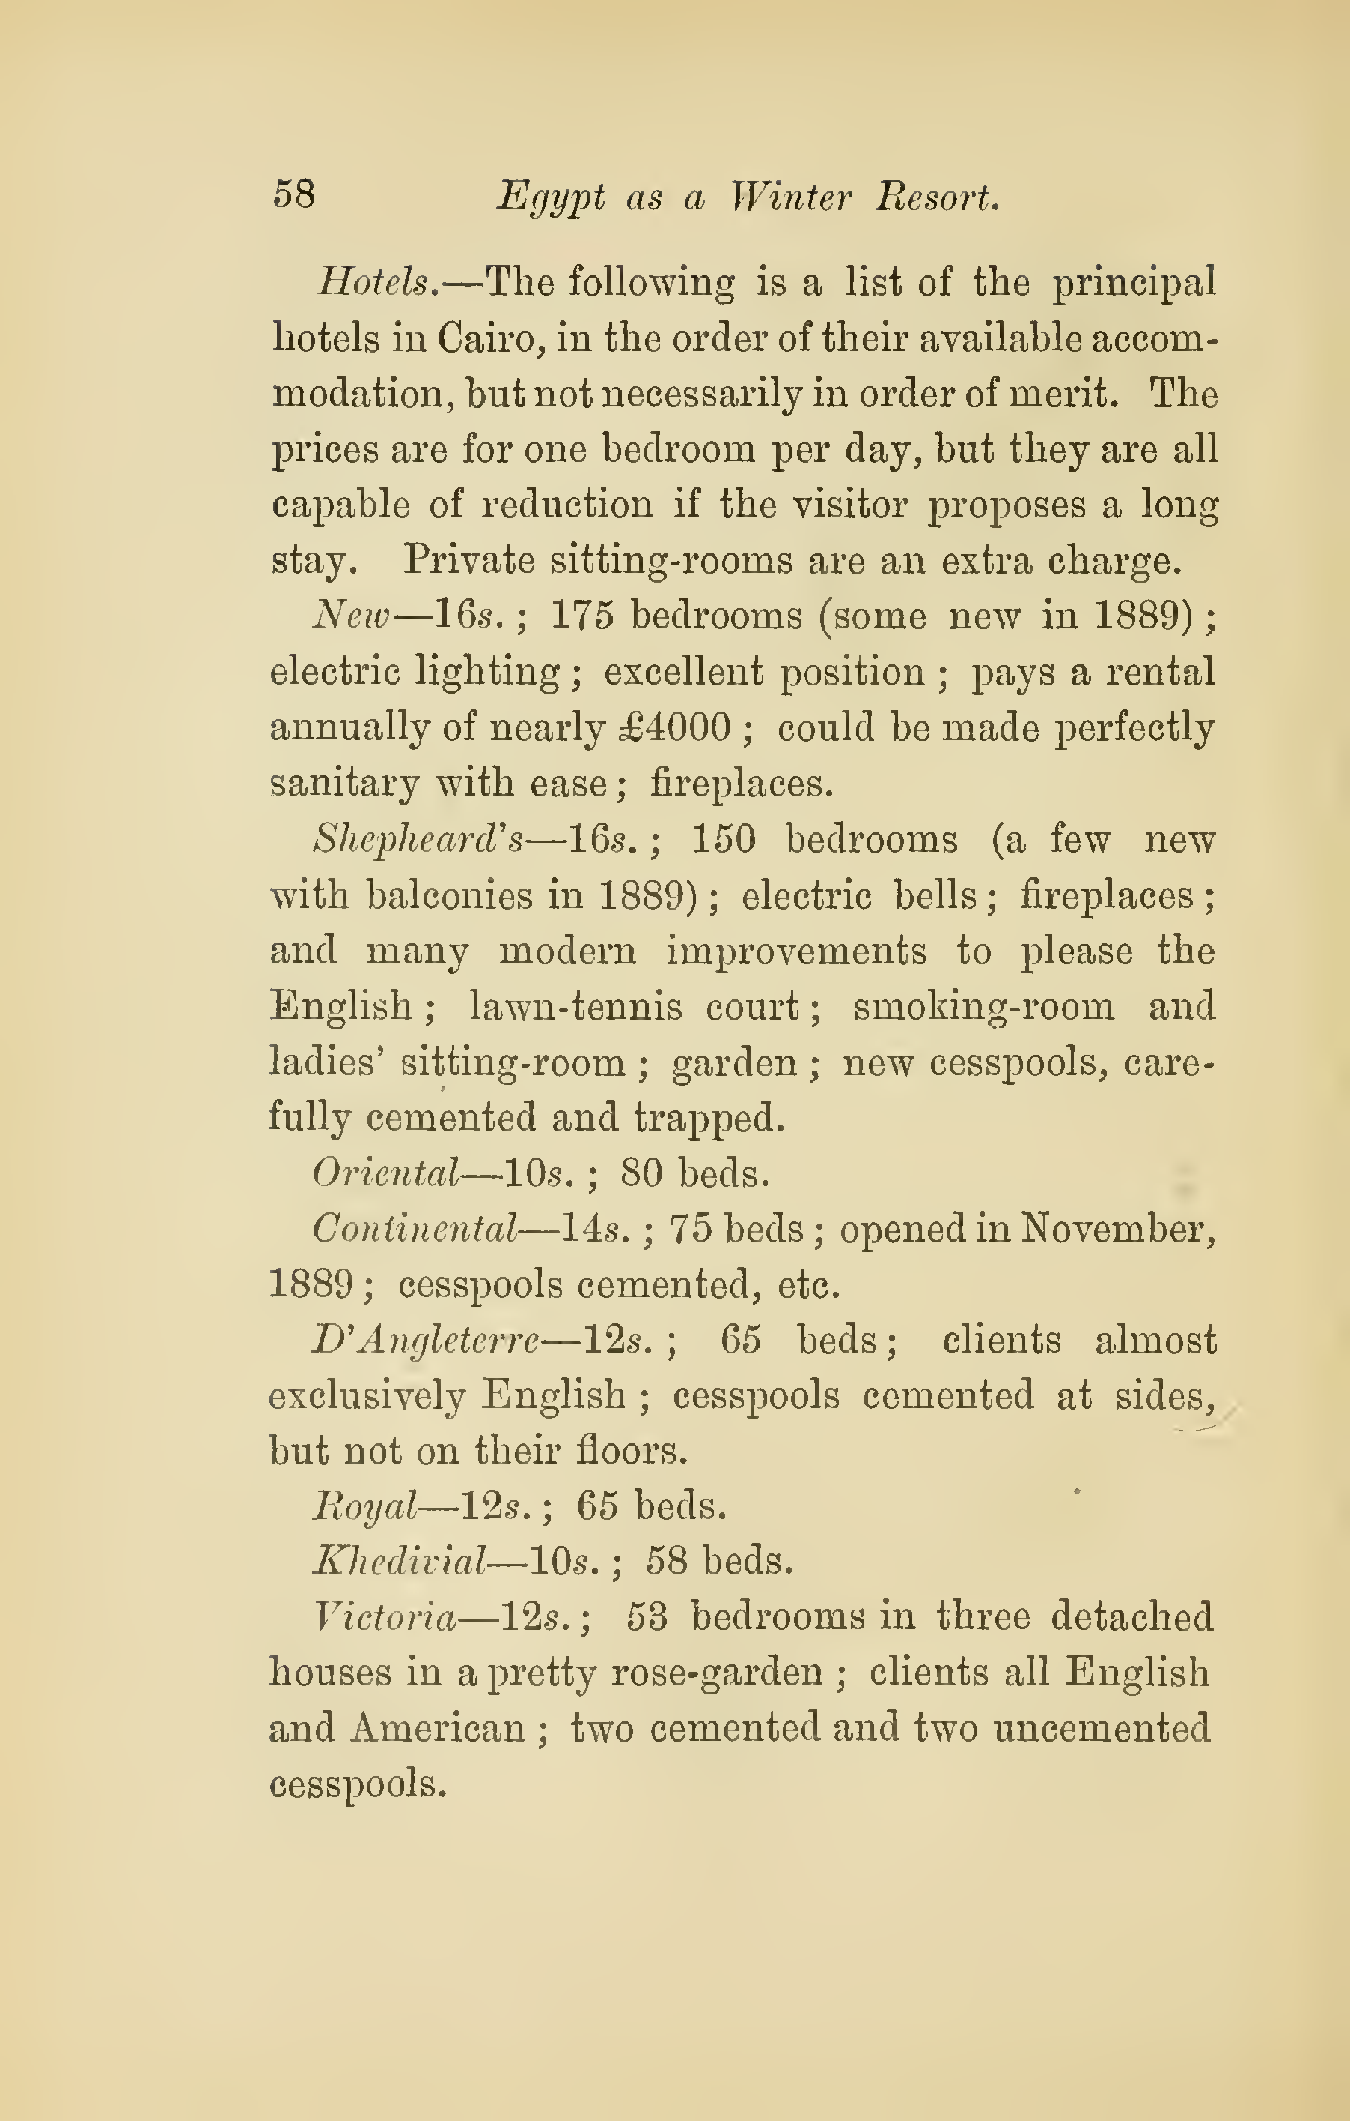 58 Egypt as a Winter Resort.
Hotels.—The following is a list of the principal
hotels in Cairo, in the order of their available accom-
modation, but not necessarily in order of merit. The
prices are for one bedroom per day, but they are all
capable of reduction if the visitor proposes a long
stay. Private sitting-rooms are an extra charge.
New—16s. ; 175 bedrooms (some new in 1889) ;
electric lighting ; excellent position ; pays a rental
annually of nearly £4000 ; could be made perfectly
sanitary with ease ; fireplaces.
Shepheard's—16s. ; 150 bedrooms (a few new
with balconies in 1889) ; electric bells ; fireplaces ;
and many modern improvements to please the
English ; lawn-tennis court ; smoking-room and
ladies' sitting-room ; garden ; new cesspools, care-
fully cemented and trapped.
Oriental—10s. ; 80 beds.
Continental—14s. ; 75 beds ; opened in November,
1889 ; cesspools cemented, etc.
D'Angleterre—12s. ; 65 beds ; clients almost
exclusively English ; cesspools cemented at sides,
but not on their floors.
Royal—12s. ; 65 beds.
Khedivial—10s. ; 58 beds.
Victoria—12s. ; 53 bedrooms in three detached
houses in a pretty rose-garden ; clients all English
and American ; two cemented and two uncemented
cesspools.